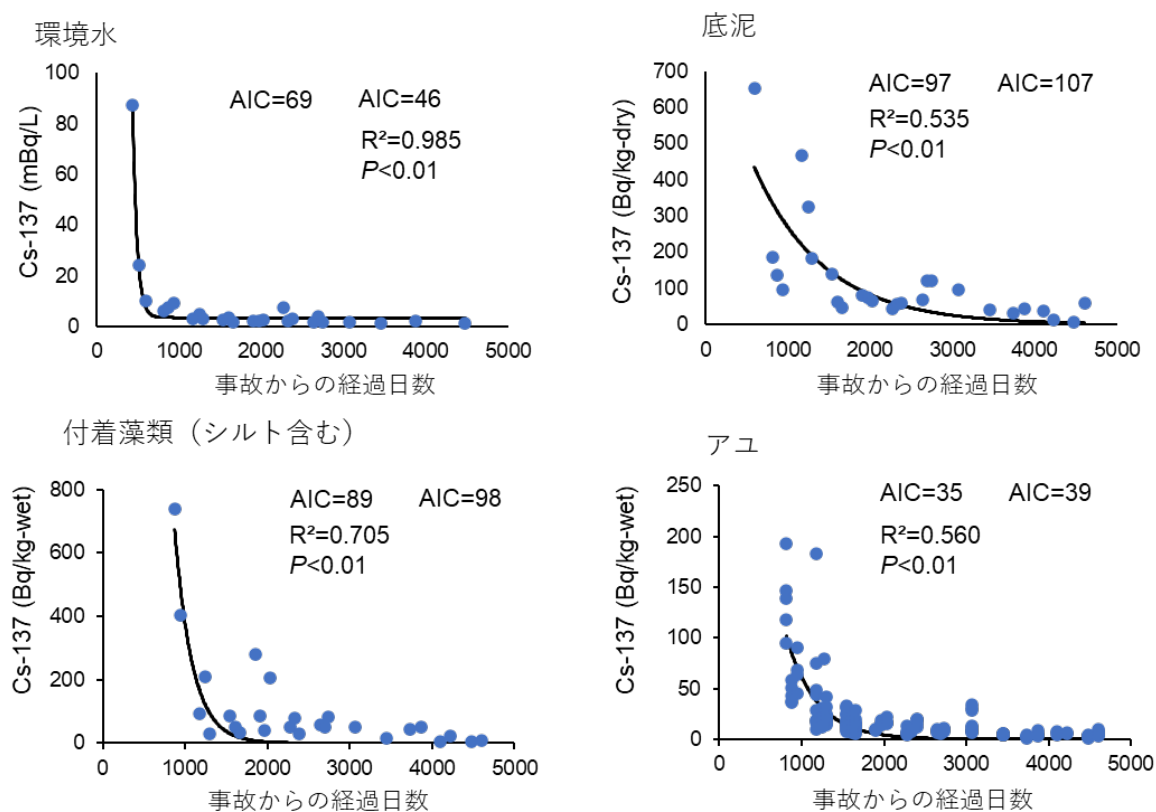 環境水
Cs-137 (mBq/L)
100
80
60
40
20
0
AIC=69 AIC=46
R²=0.985
P<0.01
0 1000 2000 3000 4000 5000
事故からの経過日数
底泥
Cs-137 (Bq/kg-dry)
700
600
500
400
300
200
100
0
AIC=97 AIC=107
R²=0.535
P<0.01
0 1000 2000 3000 4000 5000
事故からの経過日数
付着藻類（シルト含む）
Cs-137 (Bq/kg-wet)
800
600
400
200
0
AIC=89 AIC=98
R²=0.705
P<0.01
0 1000 2000 3000 4000 5000
事故からの経過日数
アユ
Cs-137 (Bq/kg-wet)
250
200
150
100
50
0
AIC=35 AIC=39
R²=0.560
P<0.01
0 1000 2000 3000 4000 5000
事故からの経過日数